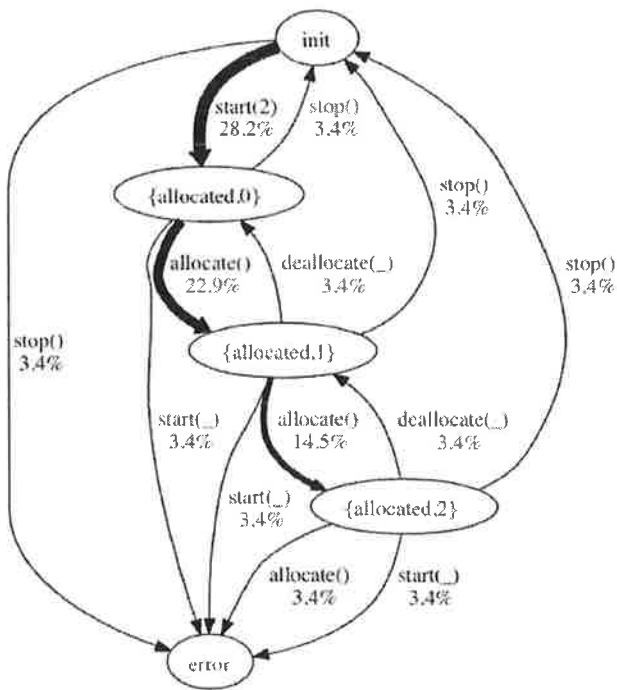 init
start(2)
28.2%
stop()
3.4%
{allocated,0}
stop()
3.4%
allocate()
22.9%
deallocate(_)
3.4%
stop()
3.4%
stop()
3.4%
{allocated,1}
start(_)
3.4%
allocate()
14.5%
deallocate(_)
3.4%
start(_)
3.4%
{allocated,2}
allocate()
3.4%
start(_)
3.4%
error